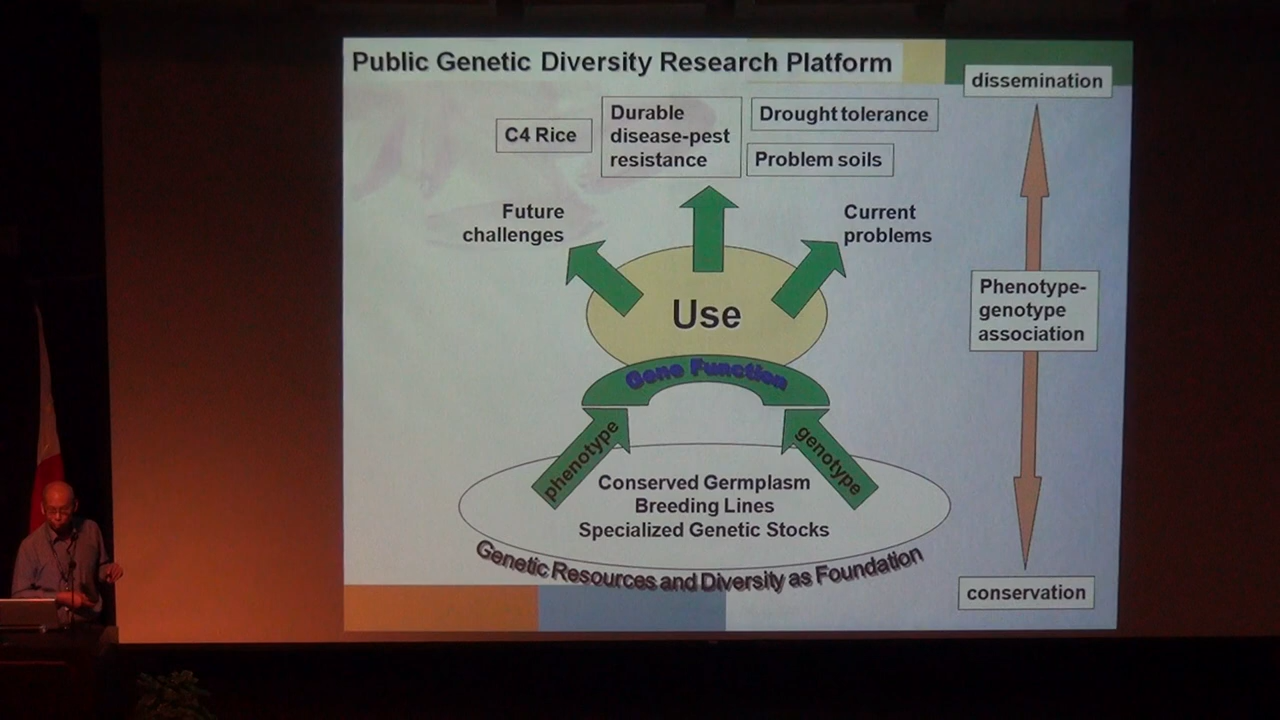 Public Genetic Diversity Research Platform
dissemination
C4 Rice
Durable
disease-pest
resistance
Drought tolerance
Problem soils
Future
challenges
Current
problems
Use
Phenotype-
genotype
association
Gene Function
phenotype
genotype
Conserved Germplasm
Breeding Lines
Specialized Genetic Stocks
Genetic Resources and Diversity as Foundation
conservation